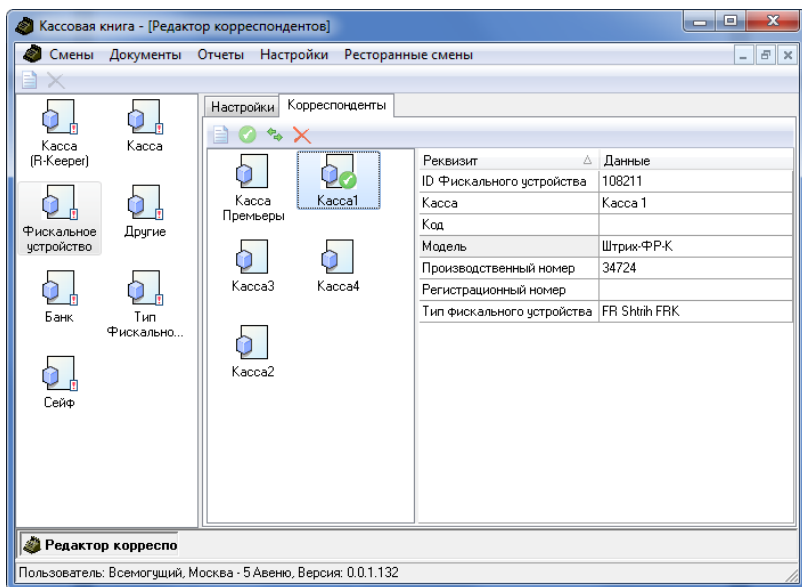 Кассовая книга - [Редактор корреспондентов]
Смены Документы Отчеты Настройки Ресторанные смены
Касса (R-Keeper)
Касса
Фискальное устройство
Другие
Банк
Тип Фискально...
Сейф
Настройки Корреспонденты
Касса Премьеры
Касса1
Касса3
Касса4
Касса2
Реквизит Данные
ID Фискального устройства 108211
Касса Касса 1
Код
Модель Штрих-ФР-К
Производственный номер 34724
Регистрационный номер
Тип фискального устройства FR Shtrih FRK
Редактор корреспо
Пользователь: Всемогущий, Москва - 5 Авеню, Версия: 0.0.1.132